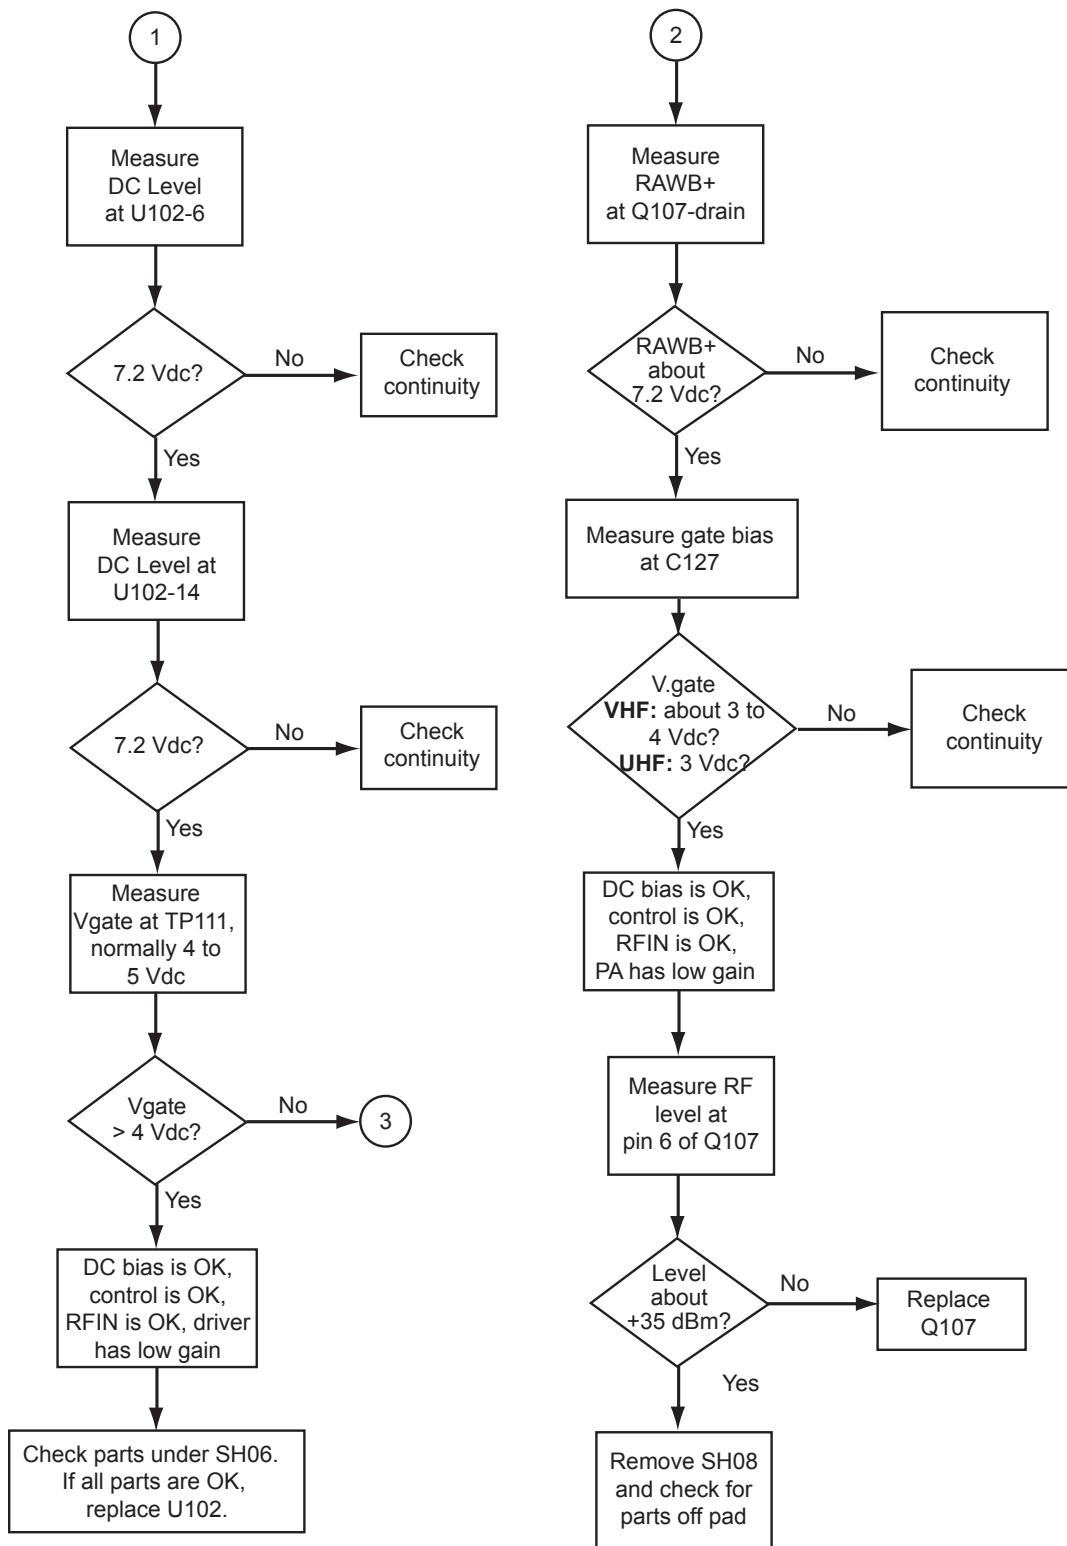 1
Measure
DC Level
at U102-6
7.2 Vdc?
No
Check
continuity
Yes
Measure
DC Level at
U102-14
7.2 Vdc?
No
Check
continuity
Yes
Measure
Vgate at TP111,
normally 4 to
5 Vdc
Vgate
> 4 Vdc?
No
3
Yes
DC bias is OK,
control is OK,
RFIN is OK, driver
has low gain
Check parts under SH06.
If all parts are OK,
replace U102.
2
Measure
RAWB+
at Q107-drain
RAWB+
about
7.2 Vdc?
No
Check
continuity
Yes
Measure gate bias
at C127
V.gate
VHF: about 3 to
4 Vdc?
UHF: 3 Vdc?
No
Check
continuity
Yes
DC bias is OK,
control is OK,
RFIN is OK,
PA has low gain
Measure RF
level at
pin 6 of Q107
Level
about
+35 dBm?
No
Replace
Q107
Yes
Remove SH08
and check for
parts off pad